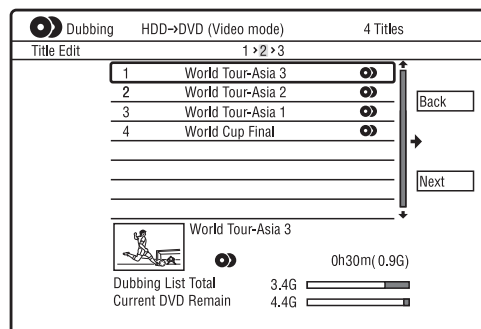 Dubbing HDD→DVD (Video mode) 4 Titles
Title Edit 1 › 2 › 3
1 World Tour-Asia 3
2 World Tour-Asia 2
3 World Tour-Asia 1
4 World Cup Final
Back
Next
World Tour-Asia 3
0h30m( 0.9G)
Dubbing List Total 3.4G
Current DVD Remain 4.4G